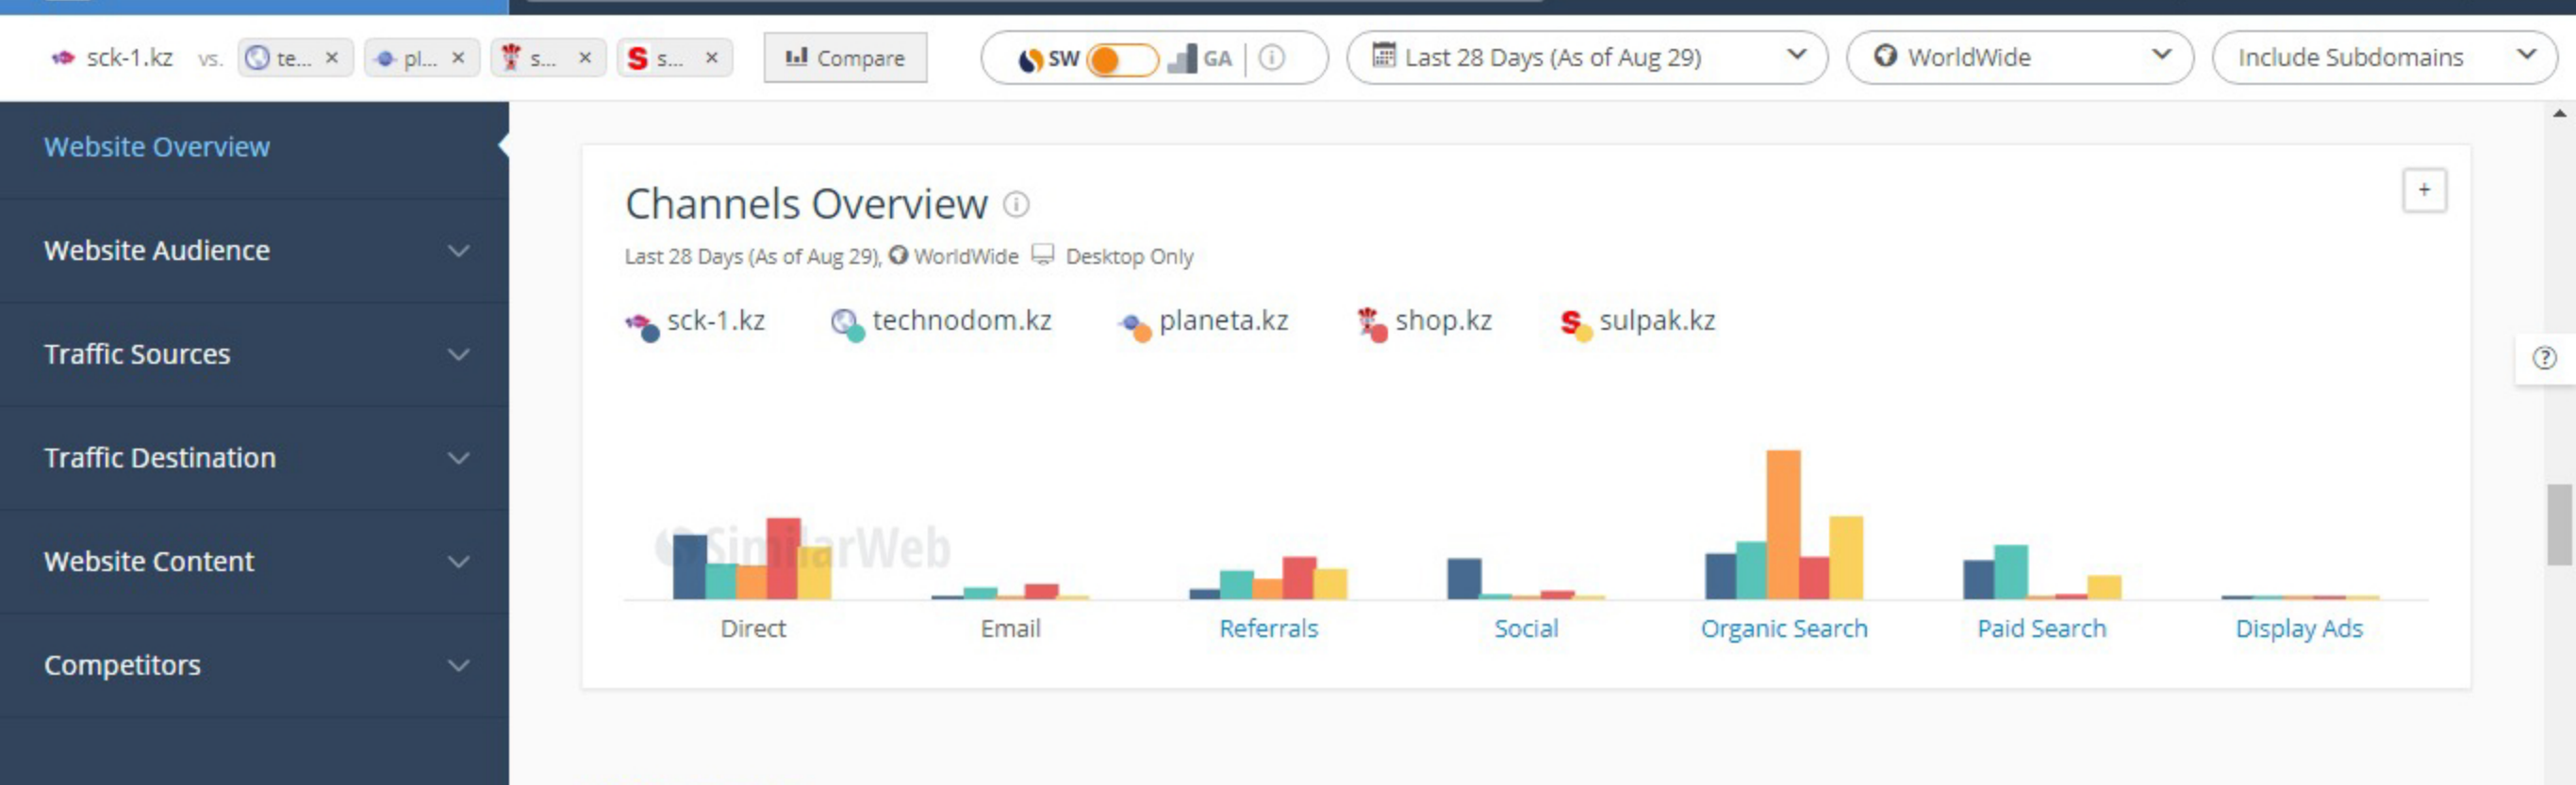 sck-1.kz vs. te... × pl... × s... × S s... × Compare SW GA Last 28 Days (As of Aug 29) WorldWide Include Subdomains
Website Overview
Website Audience
Traffic Sources
Traffic Destination
Website Content
Competitors
Channels Overview
+
Last 28 Days (As of Aug 29), WorldWide Desktop Only
sck-1.kz technodom.kz planeta.kz shop.kz S sulpak.kz
?
SimilarWeb
Direct Email Referrals Social Organic Search Paid Search Display Ads